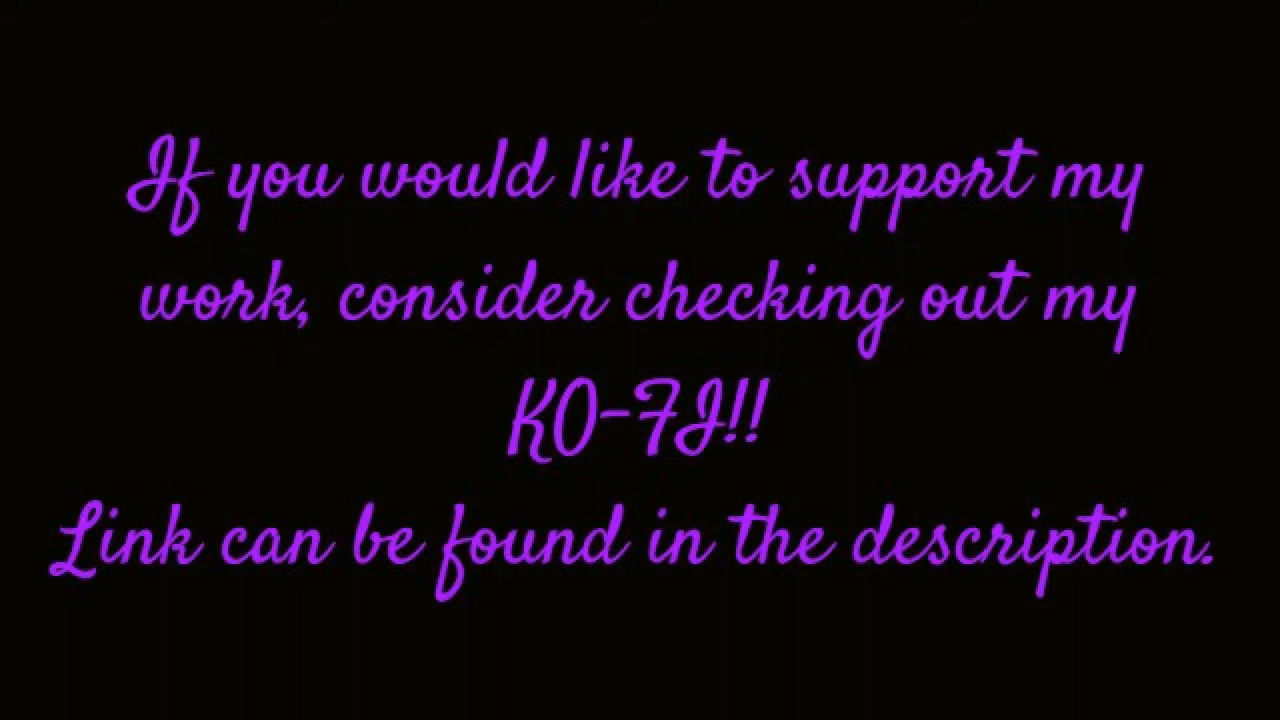 If you would like to support my
work, consider checking out my
KO-FI!!
Link can be found in the description.